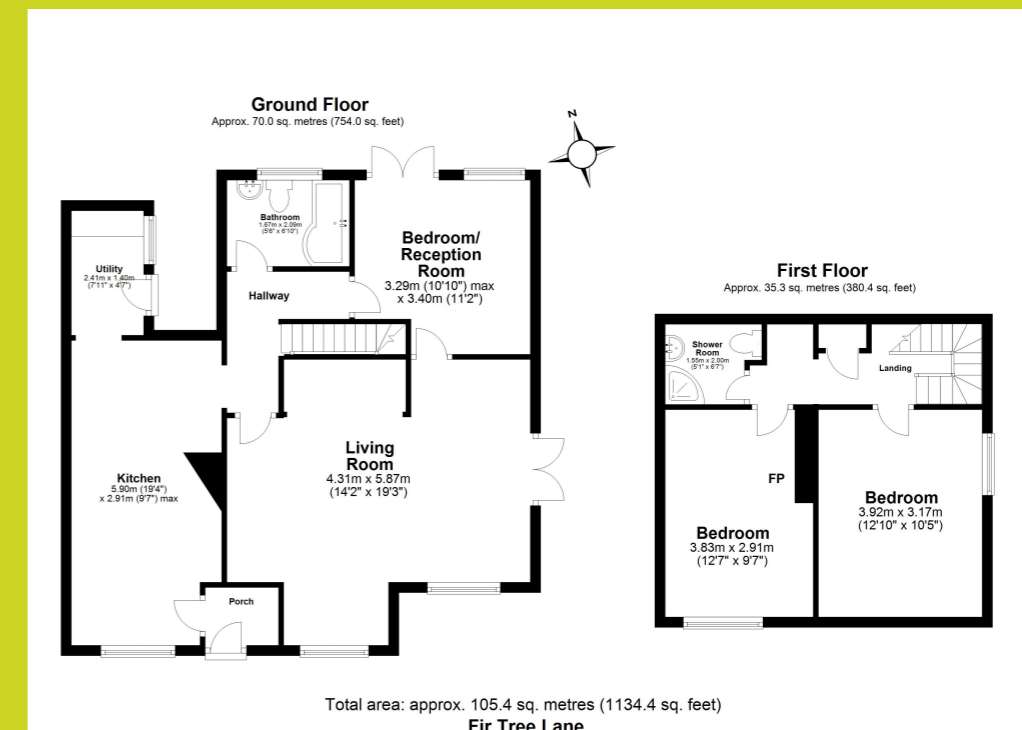 Ground Floor
Approx. 70.0 sq. metres (754.0 sq. feet)
N
Bathroom
1.67m x 2.09m
(5'6" x 6'10")
Bedroom/
Reception
Room
3.29m (10'10") max
x 3.40m (11'2")
Utility
2.41m x 1.40m
(7'11" x 4'7")
Hallway
Living
Room
4.31m x 5.87m
(14'2" x 19'3")
Kitchen
5.90m (19'4")
x 2.91m (9'7") max
Porch
First Floor
Approx. 35.3 sq. metres (380.4 sq. feet)
Shower
Room
1.55m x 2.00m
(5'1" x 6'7")
Landing
FP
Bedroom
3.92m x 3.17m
(12'10" x 10'5")
Bedroom
3.83m x 2.91m
(12'7" x 9'7")
Total area: approx. 105.4 sq. metres (1134.4 sq. feet)
Fir Tree Lane